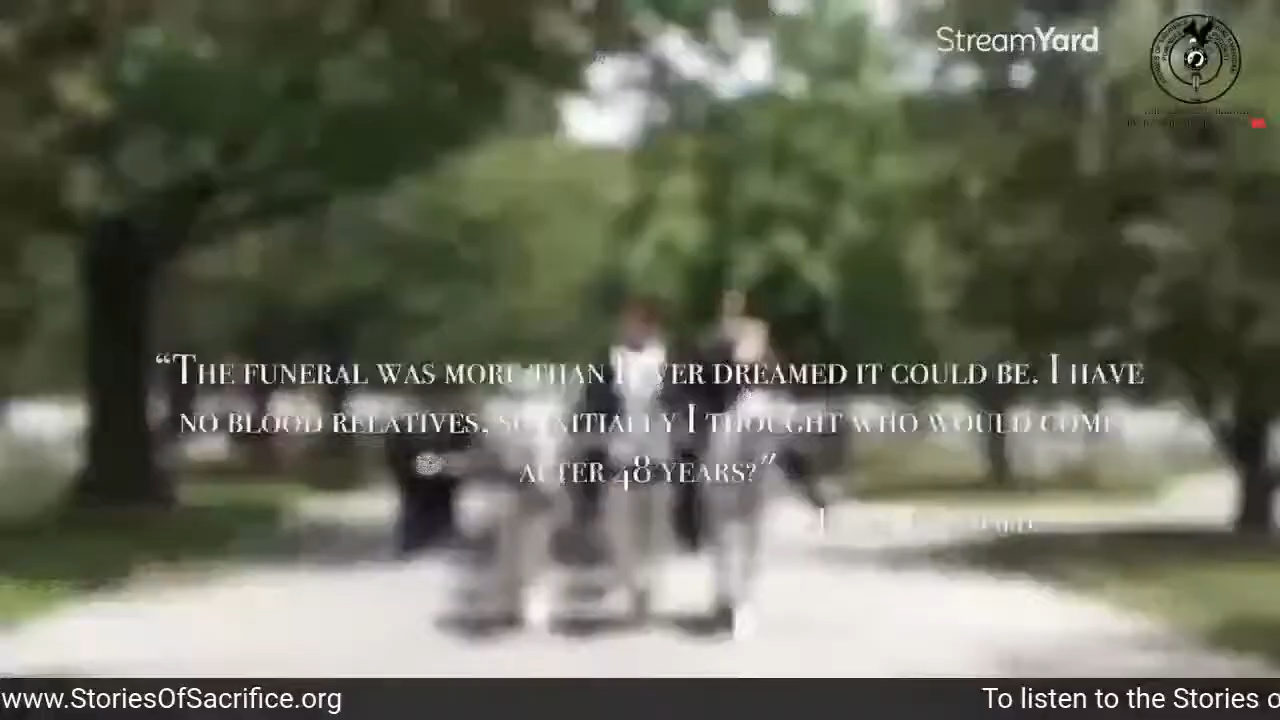 StreamYard
“THE FUNERAL WAS MORE THAN I EVER DREAMED IT COULD BE. I HAVE
NO BLOOD RELATIVES, SO INITIALLY I THOUGHT WHO WOULD COME
AFTER 48 YEARS?”
www.StoriesOfSacrifice.org
To listen to the Stories o